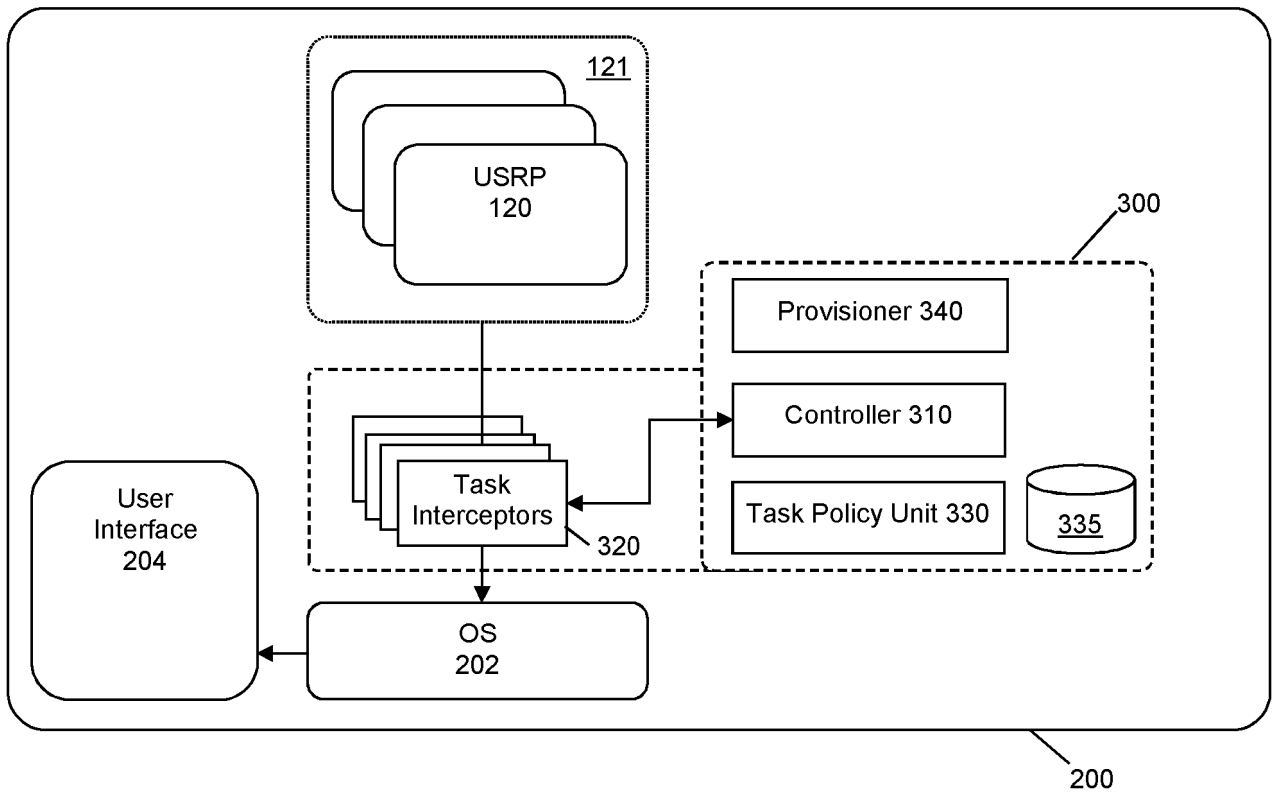 121
USRP
120
300
Provisioner 340
Controller 310
Task
Interceptors
320
Task Policy Unit 330
335
User
Interface
204
OS
202
200